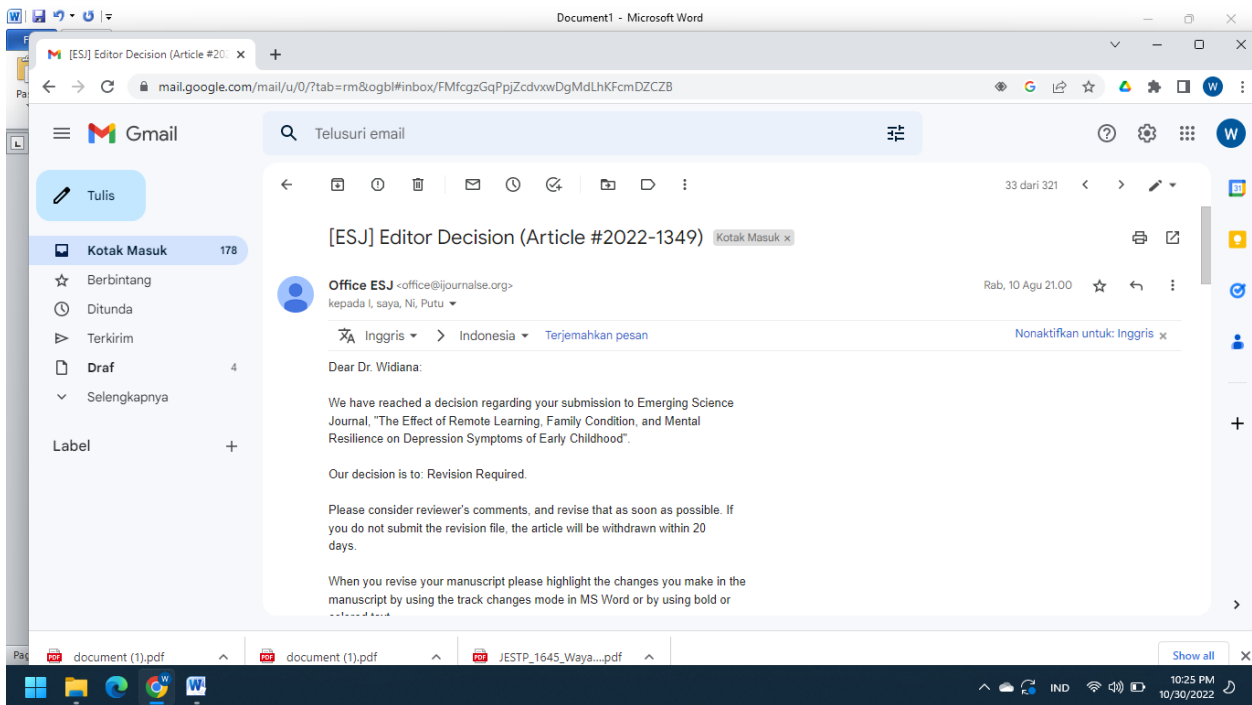 Document1 - Microsoft Word
[ESJ] Editor Decision (Article #202
mail.google.com/mail/u/0/?tab=rm&ogbl#inbox/FMfcgzGqPpjZcdvxwDgMdLhKFcmDZCZB
W
Gmail
Telusuri email
W
Tulis
33 dari 321
31
[ESJ] Editor Decision (Article #2022-1349) Kotak Masuk x
Kotak Masuk 178
Berbintang
Ditunda
Terkirim
Draf 4
Selengkapnya
Label
Office ESJ <office@ijournalse.org>
Rab, 10 Agu 21.00
kepada I, saya, Ni, Putu
Inggris > Indonesia Terjemahkan pesan
Nonaktifkan untuk: Inggris x
Dear Dr. Widiana:
We have reached a decision regarding your submission to Emerging Science
Journal, "The Effect of Remote Learning, Family Condition, and Mental
Resilience on Depression Symptoms of Early Childhood".
Our decision is to: Revision Required.
Please consider reviewer's comments, and revise that as soon as possible. If
you do not submit the revision file, the article will be withdrawn within 20
days.
When you revise your manuscript please highlight the changes you make in the
manuscript by using the track changes mode in MS Word or by using bold or
document (1).pdf
document (1).pdf
JESTP_1645_Waya....pdf
Show all
IND
10:25 PM
10/30/2022